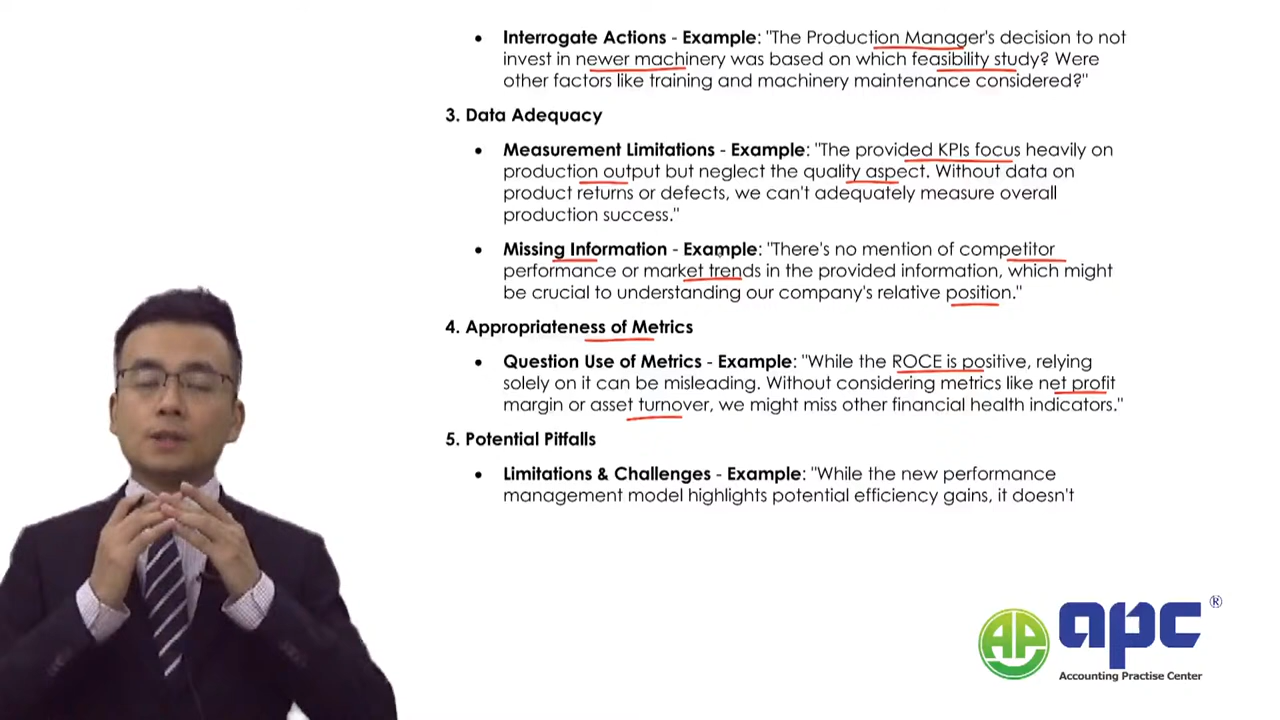 • Interrogate Actions - Example: "The Production Manager's decision to not
invest in newer machinery was based on which feasibility study? Were
other factors like training and machinery maintenance considered?"
3. Data Adequacy
• Measurement Limitations - Example: "The provided KPIs focus heavily on
production output but neglect the quality aspect. Without data on
product returns or defects, we can't adequately measure overall
production success."
• Missing Information - Example: "There's no mention of competitor
performance or market trends in the provided information, which might
be crucial to understanding our company's relative position."
4. Appropriateness of Metrics
• Question Use of Metrics - Example: "While the ROCE is positive, relying
solely on it can be misleading. Without considering metrics like net profit
margin or asset turnover, we might miss other financial health indicators."
5. Potential Pitfalls
• Limitations & Challenges - Example: "While the new performance
management model highlights potential efficiency gains, it doesn't
AP apc ®
Accounting Practise Center